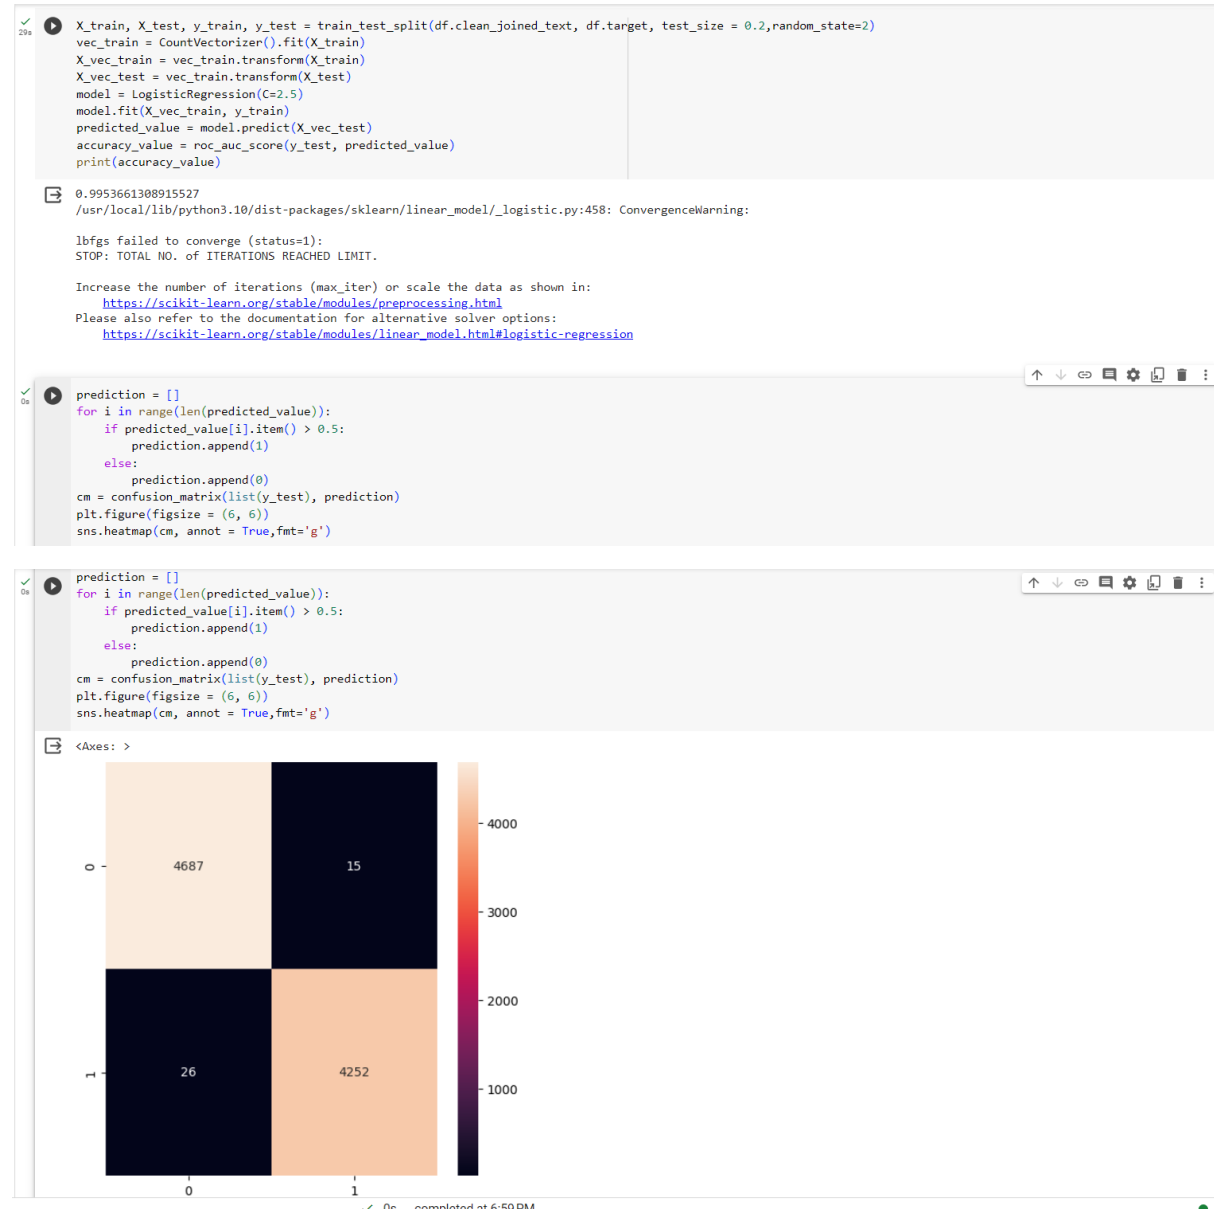 29s
X_train, X_test, y_train, y_test = train_test_split(df.clean_joined_text, df.target, test_size = 0.2,random_state=2)
vec_train = CountVectorizer().fit(X_train)
X_vec_train = vec_train.transform(X_train)
X_vec_test = vec_train.transform(X_test)
model = LogisticRegression(C=2.5)
model.fit(X_vec_train, y_train)
predicted_value = model.predict(X_vec_test)
accuracy_value = roc_auc_score(y_test, predicted_value)
print(accuracy_value)
0.9953661308915527
/usr/local/lib/python3.10/dist-packages/sklearn/linear_model/_logistic.py:458: ConvergenceWarning:
lbfgs failed to converge (status=1):
STOP: TOTAL NO. of ITERATIONS REACHED LIMIT.
Increase the number of iterations (max_iter) or scale the data as shown in:
    https://scikit-learn.org/stable/modules/preprocessing.html
Please also refer to the documentation for alternative solver options:
    https://scikit-learn.org/stable/modules/linear_model.html#logistic-regression
0s
prediction = []
for i in range(len(predicted_value)):
    if predicted_value[i].item() > 0.5:
        prediction.append(1)
    else:
        prediction.append(0)
cm = confusion_matrix(list(y_test), prediction)
plt.figure(figsize = (6, 6))
sns.heatmap(cm, annot = True,fmt='g')
0s
prediction = []
for i in range(len(predicted_value)):
    if predicted_value[i].item() > 0.5:
        prediction.append(1)
    else:
        prediction.append(0)
cm = confusion_matrix(list(y_test), prediction)
plt.figure(figsize = (6, 6))
sns.heatmap(cm, annot = True,fmt='g')
<Axes: >
4000
0 4687 15
3000
2000
1 26 4252
1000
0 1
0s completed at 6:59 PM